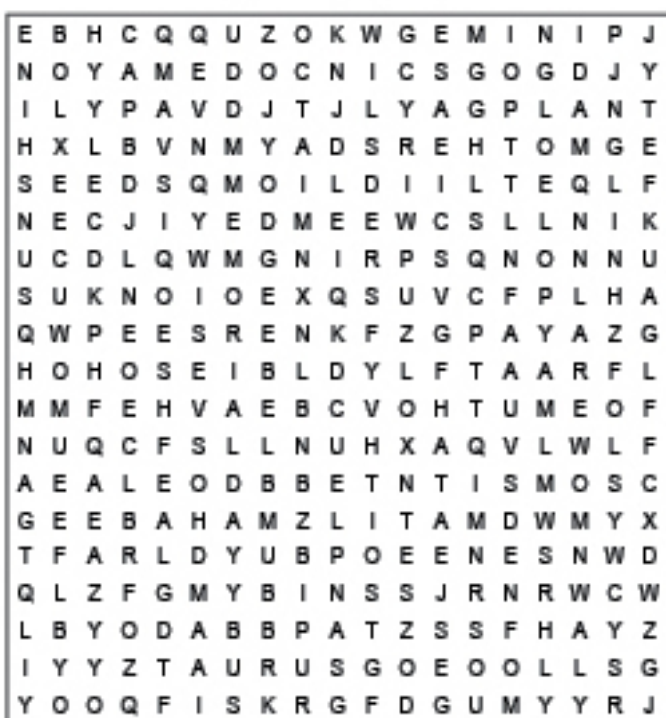 E B H C Q Q U Z O K W G E M I N I P J
N O Y A M E D O C N I C S G O G D J Y
I L Y P A V D J T J L Y A G P L A N T
H X L B V N M Y A D S R E H T O M G E
S E E D S Q M O I L D I I L T E Q L F
N E C J I Y E D M E E W C S L L N I K
U C D L Q W M G N I R P S Q N O N N U
S U K N O I O E X Q S U V C F P L H A
Q W P E E S R E N K F Z G P A Y A Z G
H O H O S E I B L D Y L F T A A R F L
M M F E H V A E B C V O H T U M E O F
N U Q C F S L L N U H X A Q V L W L F
A E A L E O D B B E T N T I S M O S C
G E E B A H A M Z L I T A M D W M Y X
T F A R L D Y U B P O E E N E S N W D
Q L Z F G M Y B I N S S J R N R W C W
L B Y O D A B B P A T Z S S F H A Y Z
I Y Y Z T A U R U S G O E O O L L S G
Y O O Q F I S K R G F D G U M Y Y R J